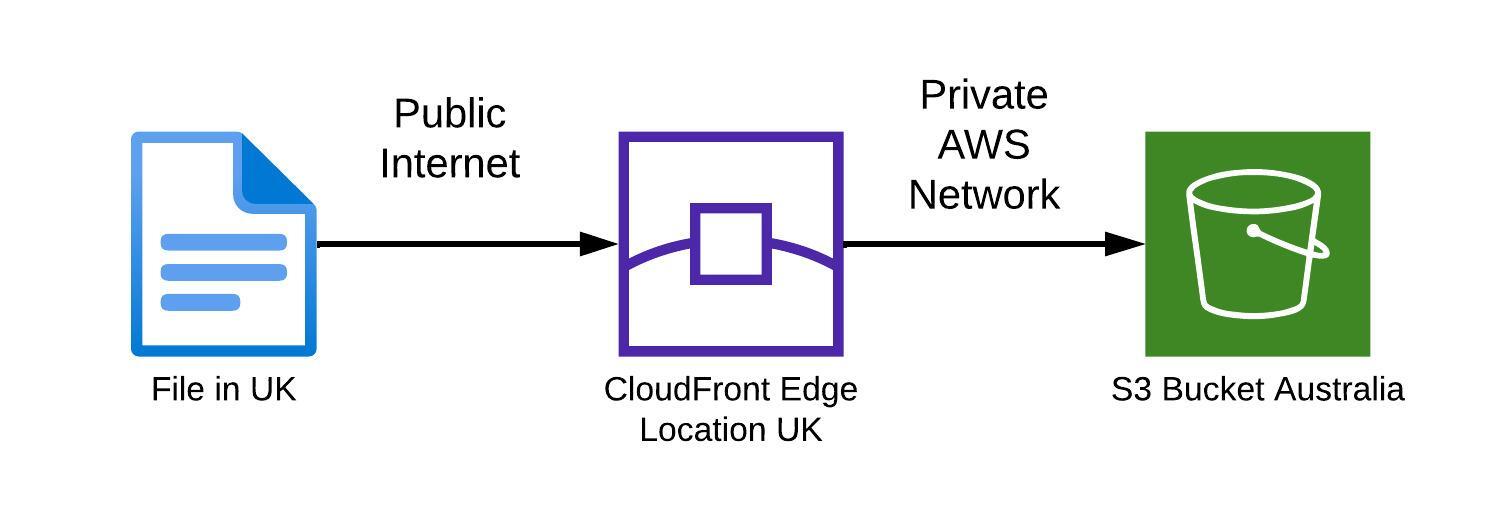 Public
Internet
Private
AWS
Network
File in UK
CloudFront Edge
Location UK
S3 Bucket Australia